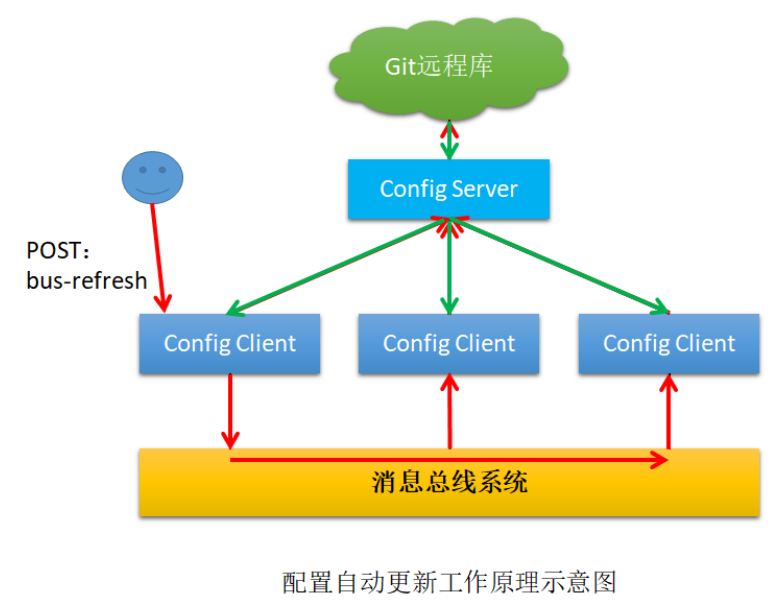 Git远程库
Config Server
POST：
bus-refresh
Config Client
Config Client
Config Client
消息总线系统
配置自动更新工作原理示意图